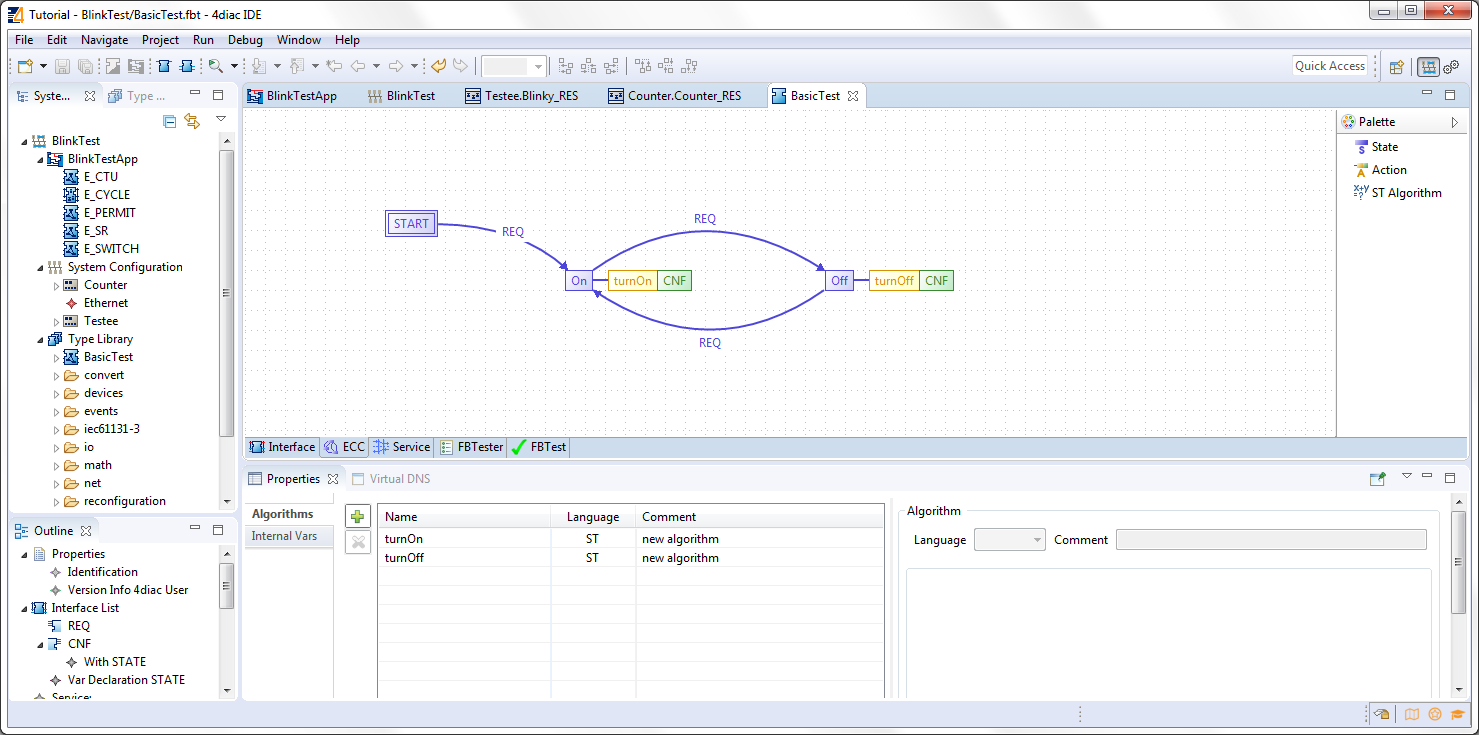 Tutorial - BlinkTest/BasicTest.fbt - 4diac IDE
File Edit Navigate Project Run Debug Window Help
Quick Access
Syste...
Type ...
BlinkTest
BlinkTestApp
E_CTU
E_CYCLE
E_PERMIT
E_SR
E_SWITCH
System Configuration
Counter
Ethernet
Testee
Type Library
BasicTest
convert
devices
events
iec61131-3
io
math
net
reconfiguration
Outline
Properties
Identification
Version Info 4diac User
Interface List
REQ
CNF
With STATE
Var Declaration STATE
Service:
BlinkTestApp BlinkTest Testee.Blinky_RES Counter.Counter_RES BasicTest
REQ
START
REQ
On turnOn CNF
Off turnOff CNF
REQ
Palette
State
Action
ST Algorithm
Interface ECC Service FBTester FBTest
Properties Virtual DNS
Algorithms
Internal Vars
Name Language Comment
turnOn ST new algorithm
turnOff ST new algorithm
Algorithm
Language Comment